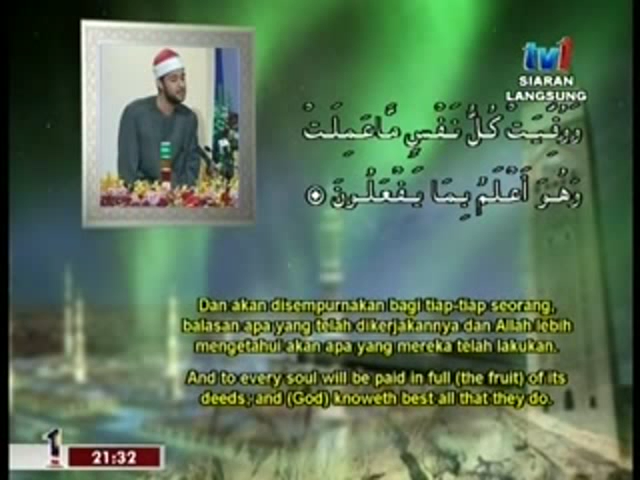 tv1
SIARAN
LANGSUNG
وَوُفِّيَتْ كُلُّ نَفْسٍ مَّاعَمِلَتْ
وَهُوَ أَعْلَمُ بِمَا يَفْعَلُونَ
Dan akan disempurnakan bagi tiap-tiap seorang,
balasan apa yang telah dikerjakannya dan Allah lebih
mengetahui akan apa yang mereka telah lakukan.
And to every soul will be paid in full (the fruit) of its
deeds; and (God) knoweth best all that they do.
1
21:32